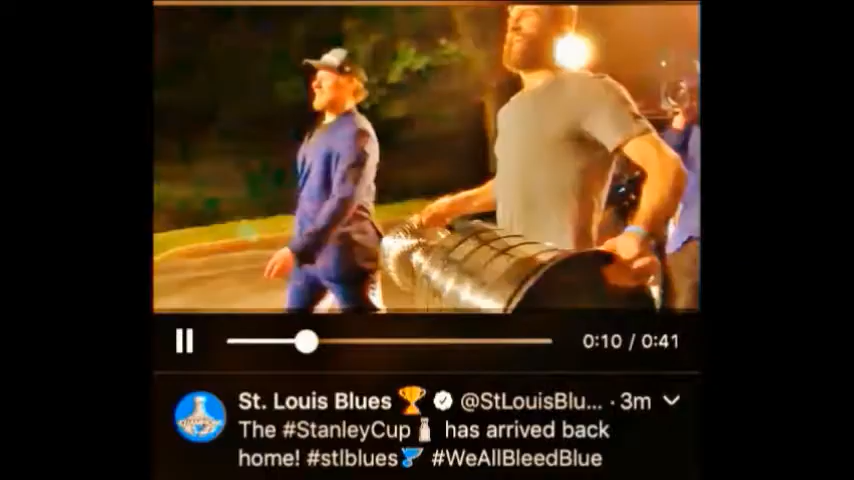 0:10 / 0:41
St. Louis Blues 🏆 @StLouisBlu... · 3m
The #StanleyCup has arrived back
home! #stlblues #WeAllBleedBlue